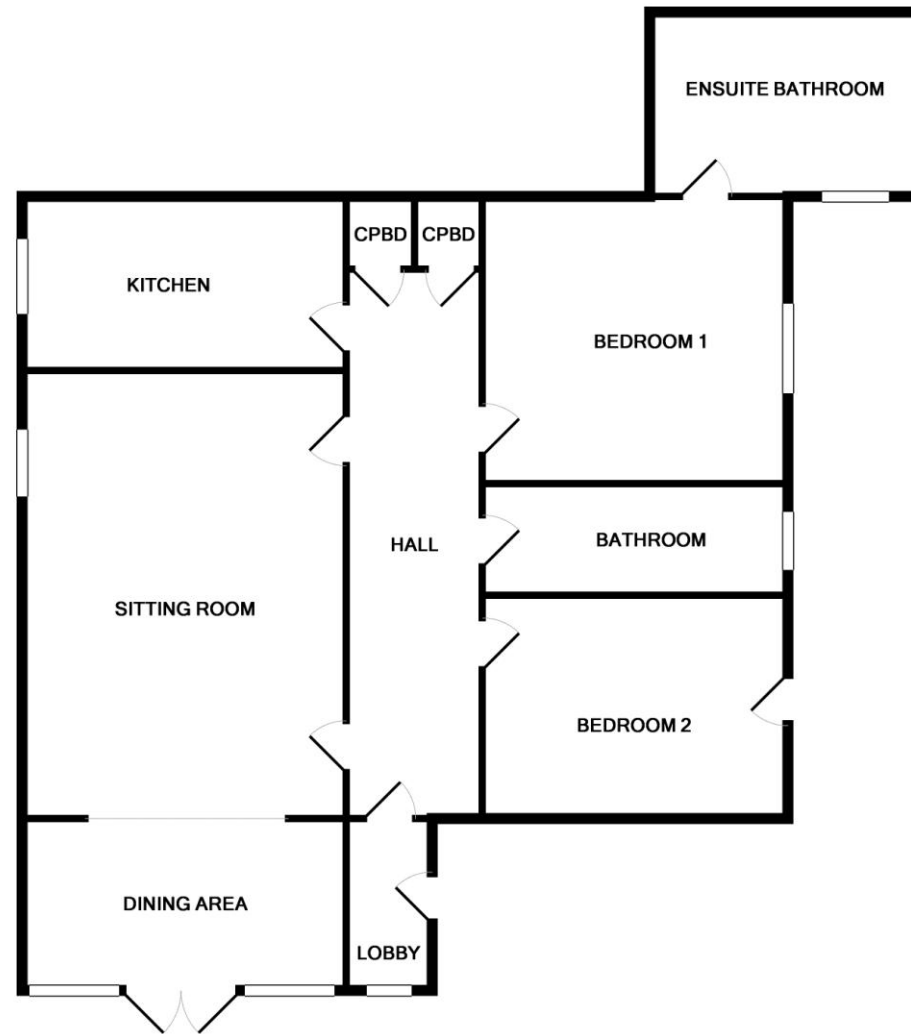 ENSUITE BATHROOM
CPBD
CPBD
KITCHEN
BEDROOM 1
HALL
BATHROOM
SITTING ROOM
BEDROOM 2
DINING AREA
LOBBY